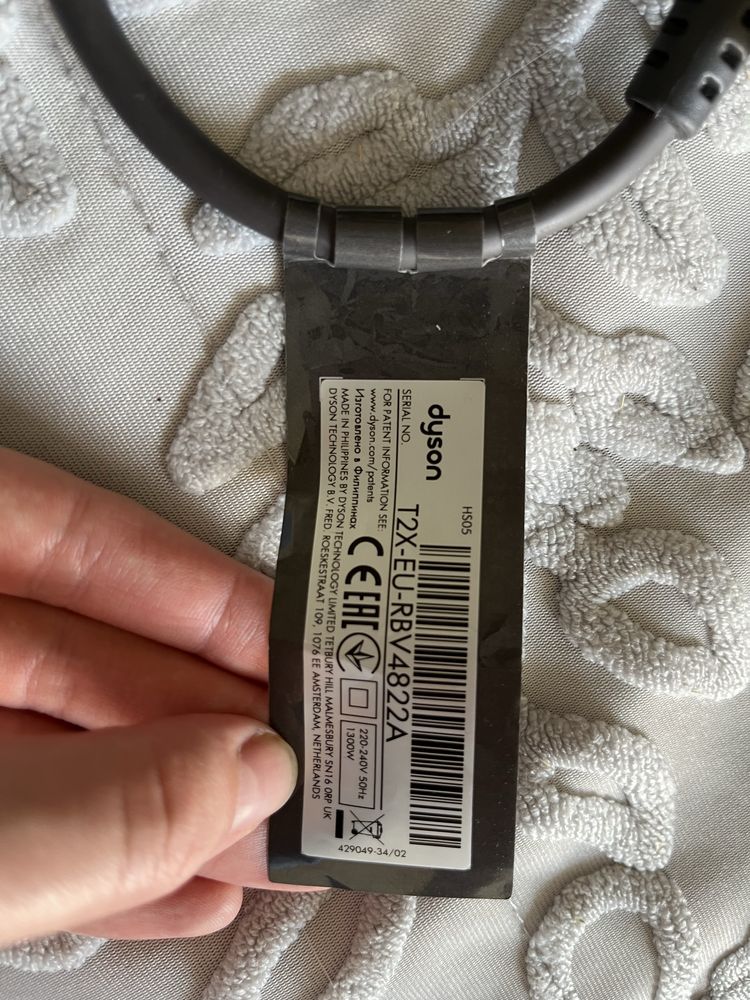 dyson
HS05
SERIAL NO. T2X-EU-RBV4822A
FOR PATENT INFORMATION SEE:
www.dyson.com/patents
Изготовлено в Филиппинах
CE EAC
220-240V 50Hz
1300W
MADE IN PHILIPPINES BY DYSON TECHNOLOGY LIMITED TETBURY HILL MALMESBURY SN16 0RP UK
DYSON TECHNOLOGY B.V. FRED. ROESKESTRAAT 109, 1076 EE AMSTERDAM, NETHERLANDS
429049-34/02